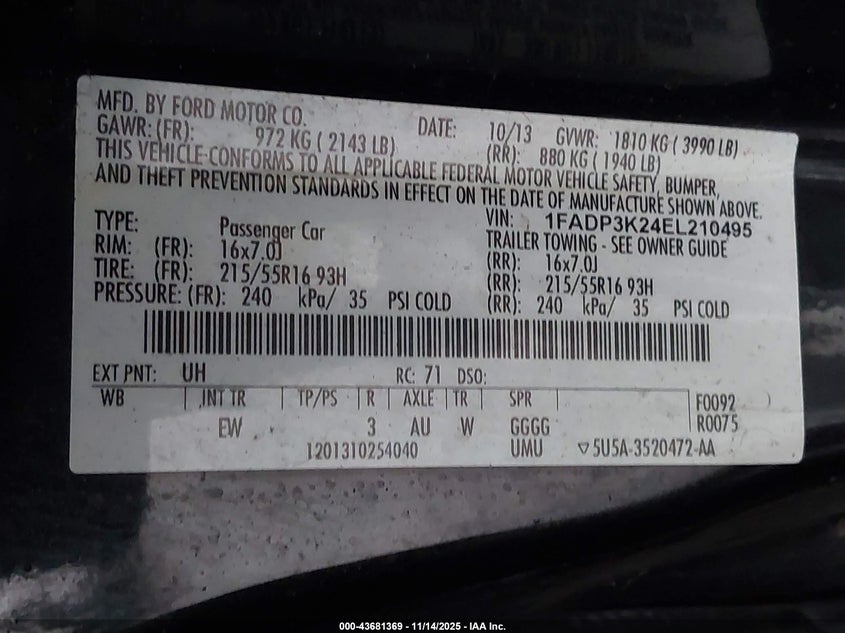 MFD. BY FORD MOTOR CO. DATE: 10/13 GVWR: 1810 KG ( 3990 LB)
GAWR: (FR): 972 KG ( 2143 LB) (RR): 880 KG ( 1940 LB)
THIS VEHICLE CONFORMS TO ALL APPLICABLE FEDERAL MOTOR VEHICLE SAFETY, BUMPER,
AND THEFT PREVENTION STANDARDS IN EFFECT ON THE DATE OF MANUFACTURE SHOWN ABOVE.
VIN: 1FADP3K24EL210495
TYPE: Passenger Car TRAILER TOWING - SEE OWNER GUIDE
RIM: (FR): 16x7.0J (RR): 16x7.0J
TIRE: (FR): 215/55R16 93H (RR): 215/55R16 93H
PRESSURE: (FR): 240 kPa/ 35 PSI COLD (RR): 240 kPa/ 35 PSI COLD
EXT PNT: UH RC: 71 DSO:
WB INT TR TP/PS R AXLE TR SPR F0092
EW 3 AU W GGGG R0075
1201310254040 UMU ▽5U5A-3520472-AA
000-43681369 - 11/14/2025 - IAA Inc.